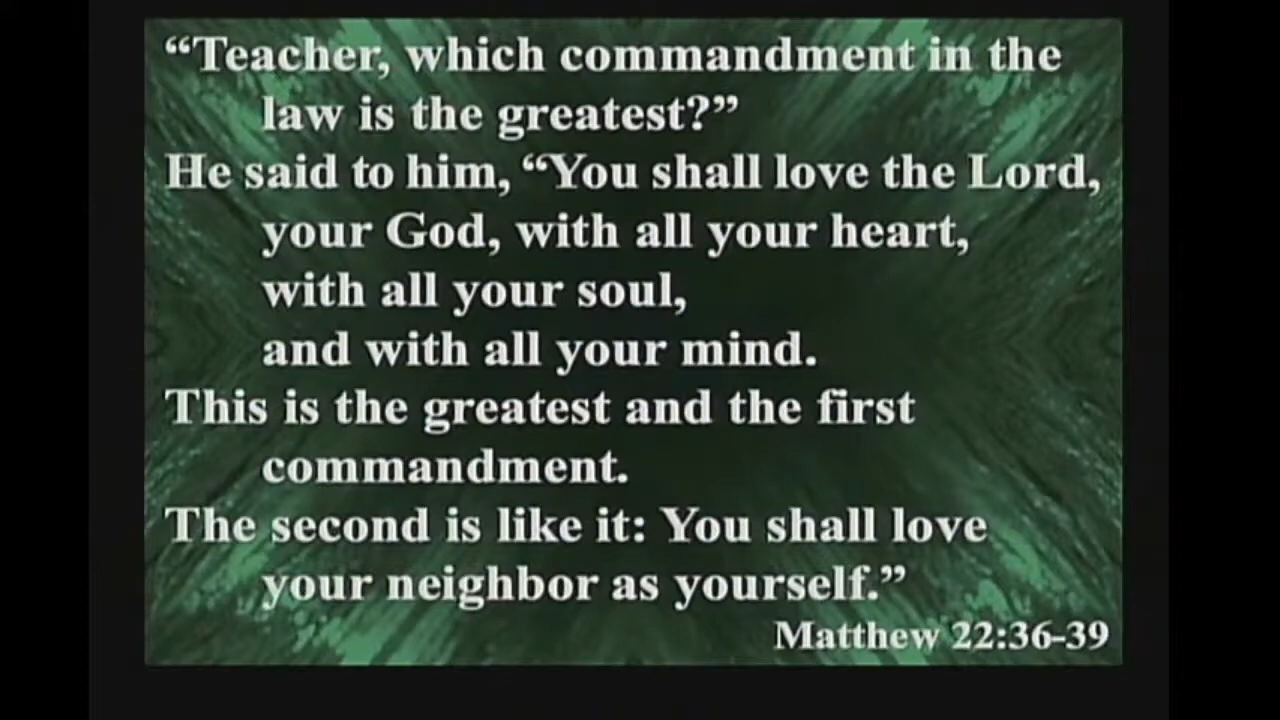 “Teacher, which commandment in the
law is the greatest?”
He said to him, “You shall love the Lord,
your God, with all your heart,
with all your soul,
and with all your mind.
This is the greatest and the first
commandment.
The second is like it: You shall love
your neighbor as yourself.”
Matthew 22:36-39